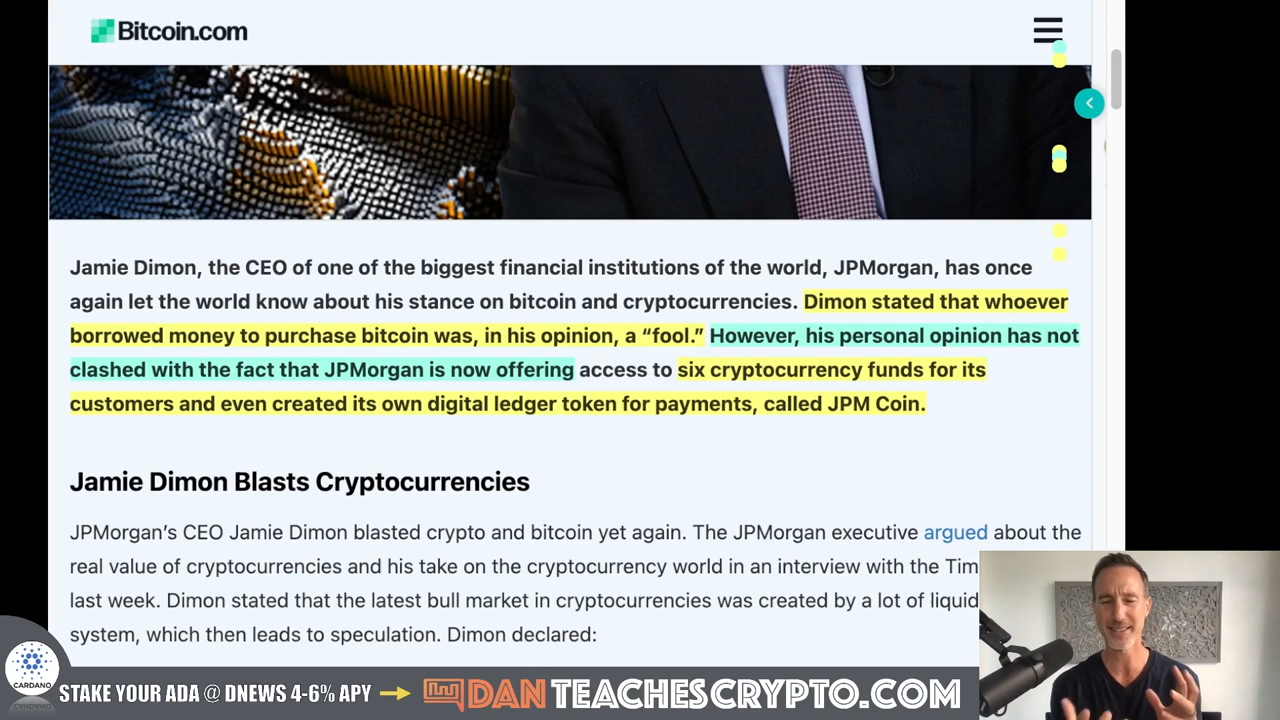 Bitcoin.com
Jamie Dimon, the CEO of one of the biggest financial institutions of the world, JPMorgan, has once
again let the world know about his stance on bitcoin and cryptocurrencies. Dimon stated that whoever
borrowed money to purchase bitcoin was, in his opinion, a “fool.” However, his personal opinion has not
clashed with the fact that JPMorgan is now offering access to six cryptocurrency funds for its
customers and even created its own digital ledger token for payments, called JPM Coin.
Jamie Dimon Blasts Cryptocurrencies
JPMorgan’s CEO Jamie Dimon blasted crypto and bitcoin yet again. The JPMorgan executive argued about the
real value of cryptocurrencies and his take on the cryptocurrency world in an interview with the Tim
last week. Dimon stated that the latest bull market in cryptocurrencies was created by a lot of liquid
system, which then leads to speculation. Dimon declared:
CARDANO
STAKE YOUR ADA @ DNEWS 4-6% APY
DAN TEACHESCRYPTO.COM